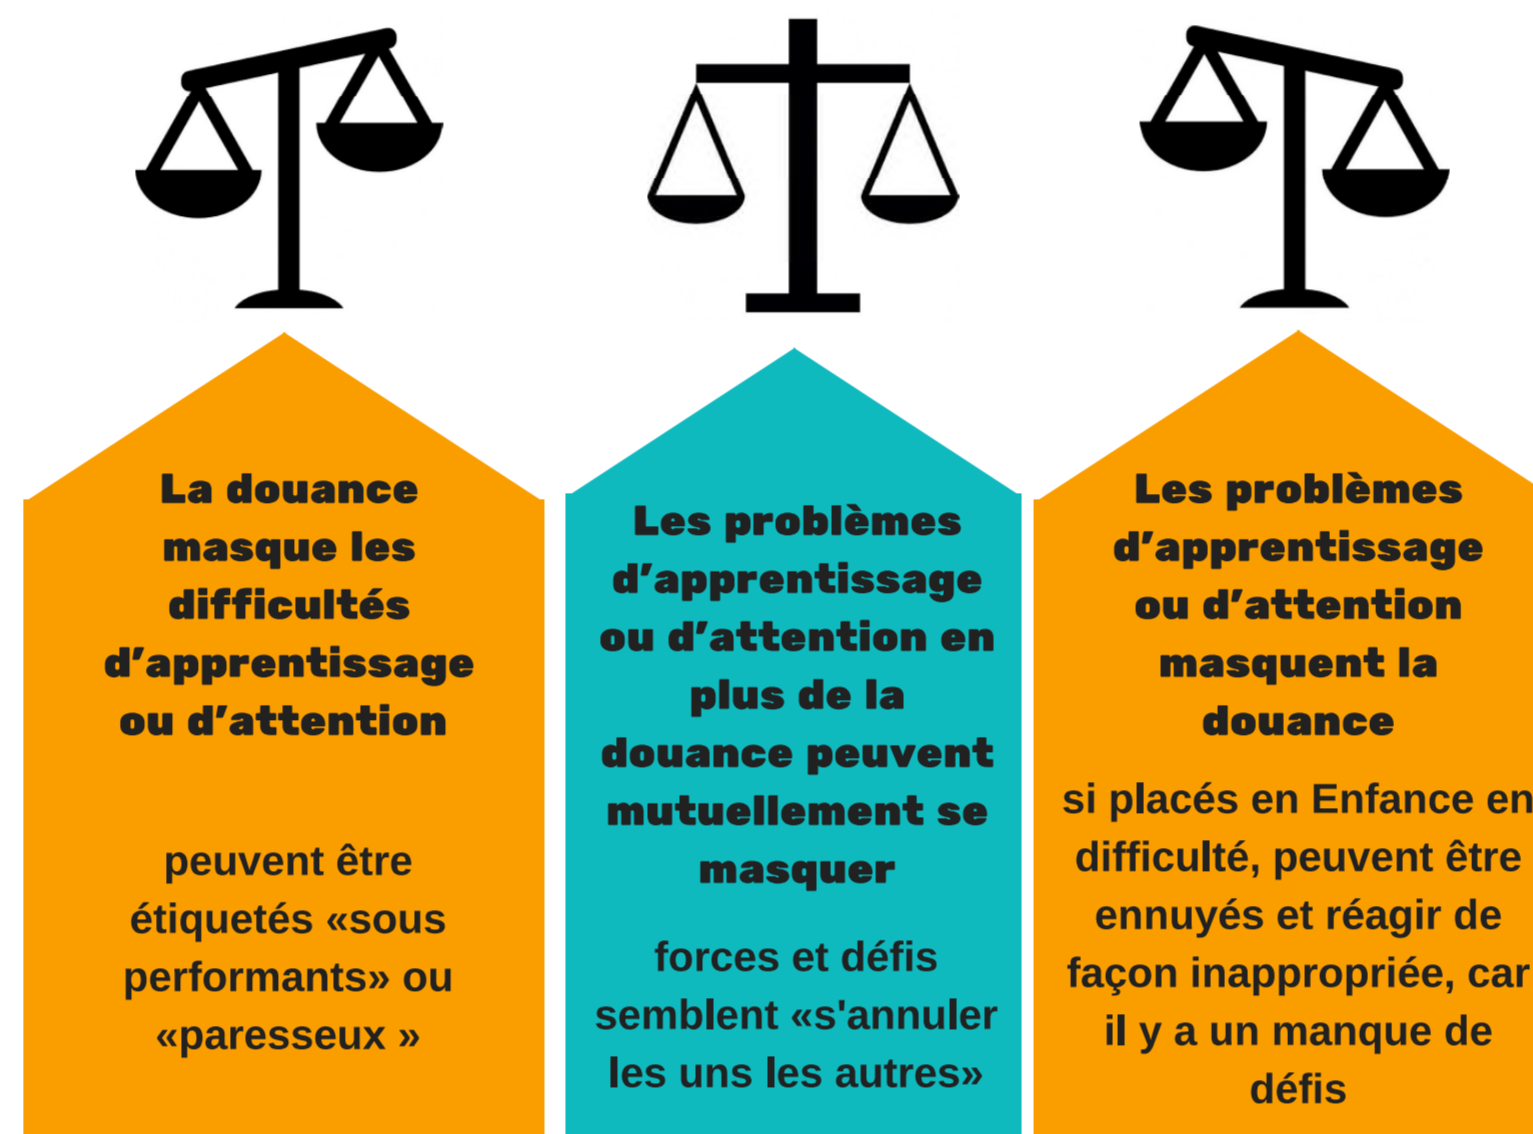 La douance
masque les
difficultés
d’apprentissage
ou d’attention
peuvent être
étiquetés «sous
performants» ou
«paresseux »
Les problèmes
d’apprentissage
ou d’attention en
plus de la
douance peuvent
mutuellement se
masquer
forces et défis
semblent «s'annuler
les uns les autres»
Les problèmes
d’apprentissage
ou d’attention
masquent la
douance
si placés en Enfance en
difficulté, peuvent être
ennuyés et réagir de
façon inappropriée, car
il y a un manque de
défis